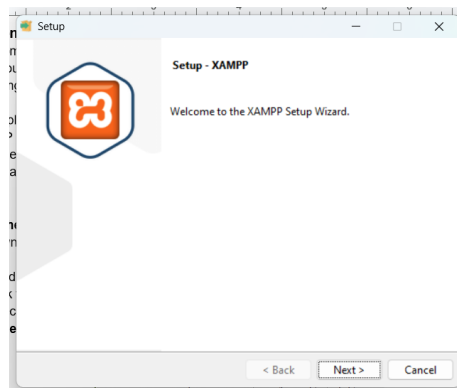 Setup
Setup - XAMPP
Welcome to the XAMPP Setup Wizard.
< Back
Next >
Cancel